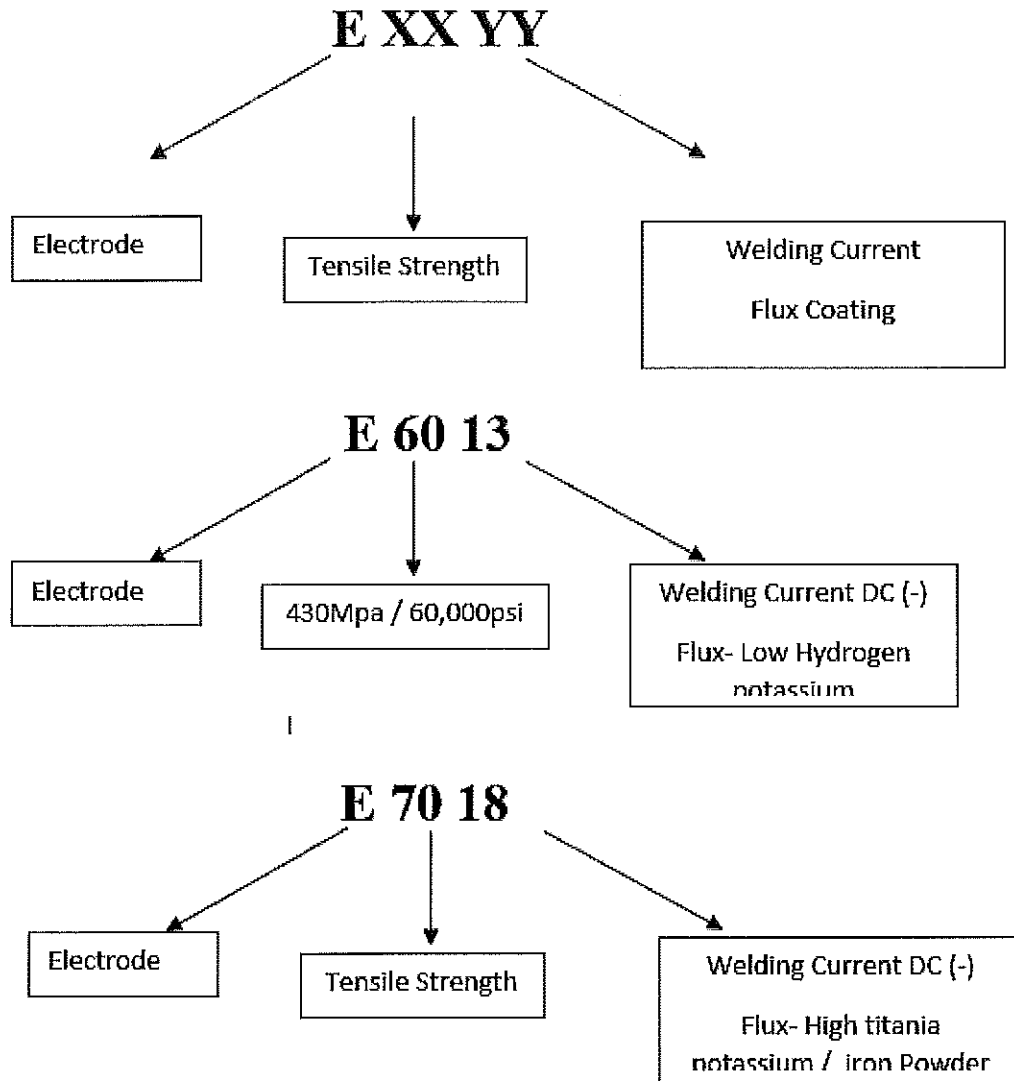 E XX YY
Electrode
Tensile Strength
Welding Current
Flux Coating
E 60 13
Electrode
430Mpa / 60,000psi
Welding Current DC (-)
Flux- Low Hydrogen
potassium
E 70 18
Electrode
Tensile Strength
Welding Current DC (-)
Flux- High titania
potassium / iron Powder